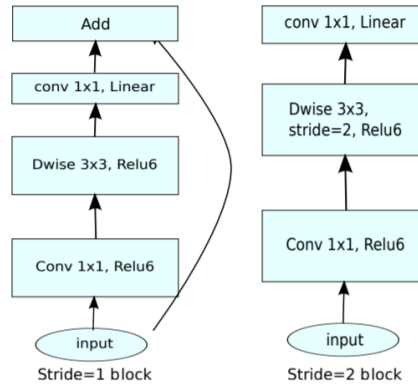 Add
conv 1x1, Linear
Dwise 3x3, Relu6
Conv 1x1, Relu6
input
Stride=1 block
conv 1x1, Linear
Dwise 3x3,
stride=2, Relu6
Conv 1x1, Relu6
input
Stride=2 block